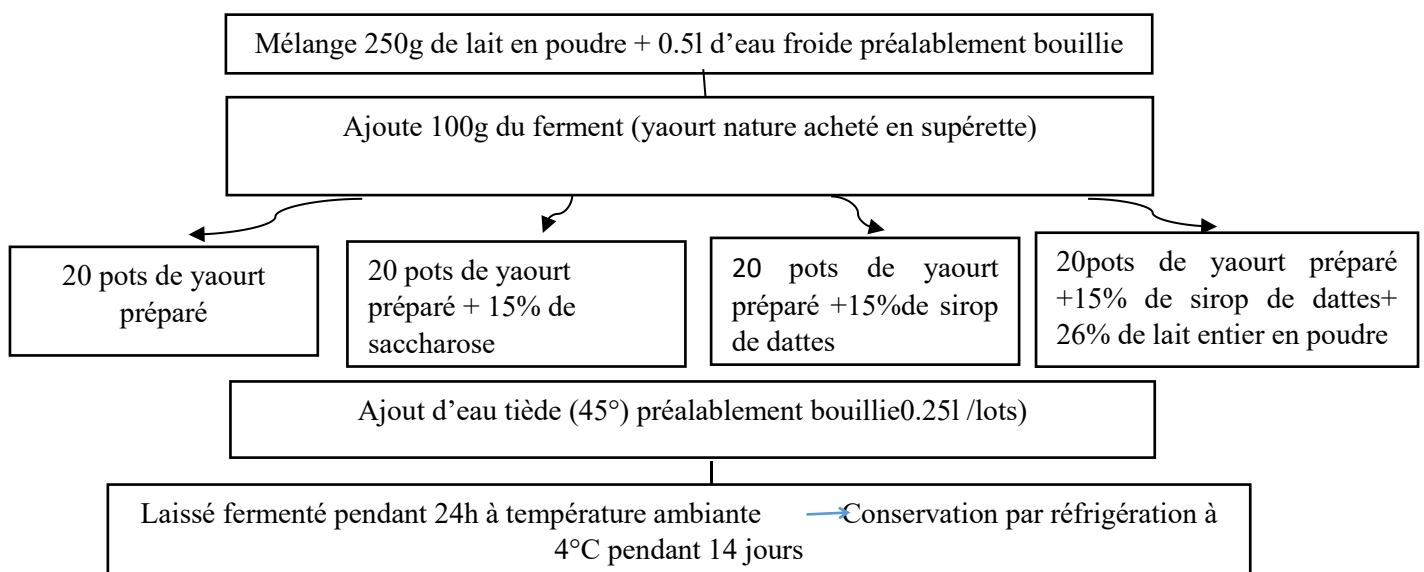 Mélange 250g de lait en poudre + 0.5l d’eau froide préalablement bouillie
Ajoute 100g du ferment (yaourt nature acheté en supérette)
20 pots de yaourt
préparé
20 pots de yaourt
préparé + 15% de
saccharose
20 pots de yaourt
préparé +15%de sirop
de dattes
20pots de yaourt préparé
+15% de sirop de dattes+
26% de lait entier en poudre
Ajout d’eau tiède (45°) préalablement bouillie0.25l /lots)
Laissé fermenté pendant 24h à température ambiante Conservation par réfrigération à
4°C pendant 14 jours